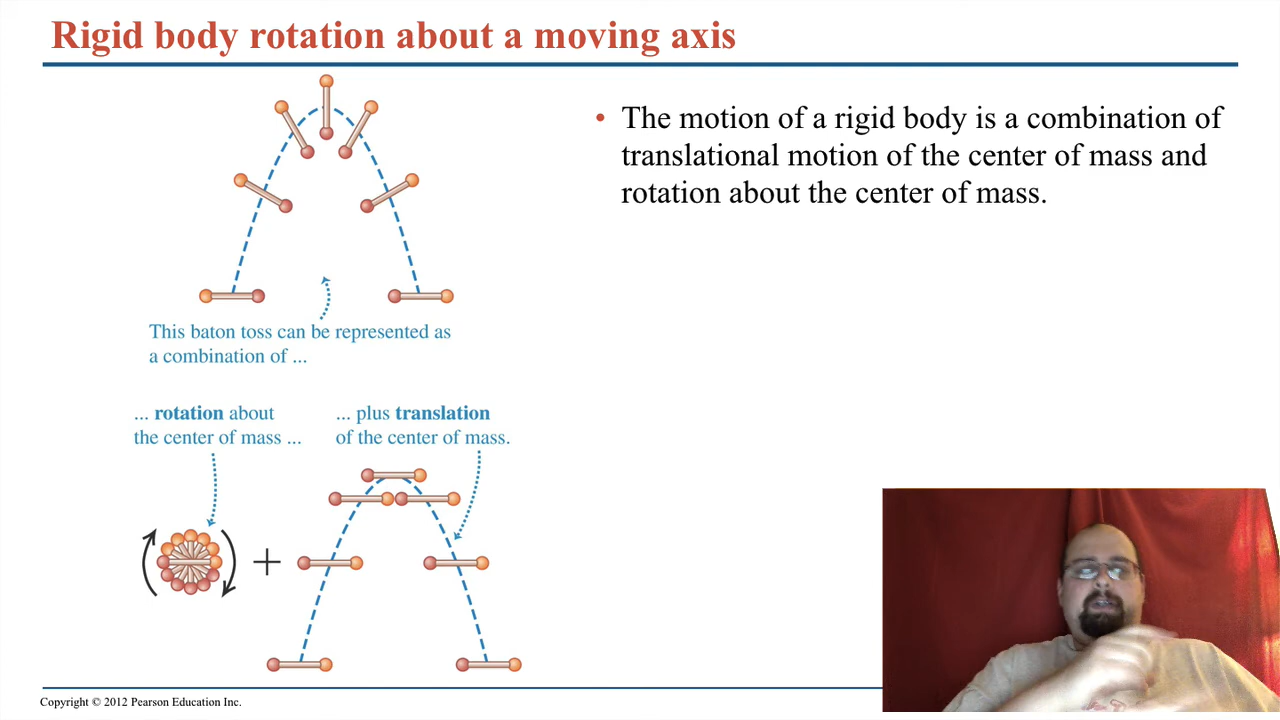 Rigid body rotation about a moving axis
• The motion of a rigid body is a combination of
translational motion of the center of mass and
rotation about the center of mass.
This baton toss can be represented as
a combination of ...
... rotation about
the center of mass ...
... plus translation
of the center of mass.
+
Copyright © 2012 Pearson Education Inc.